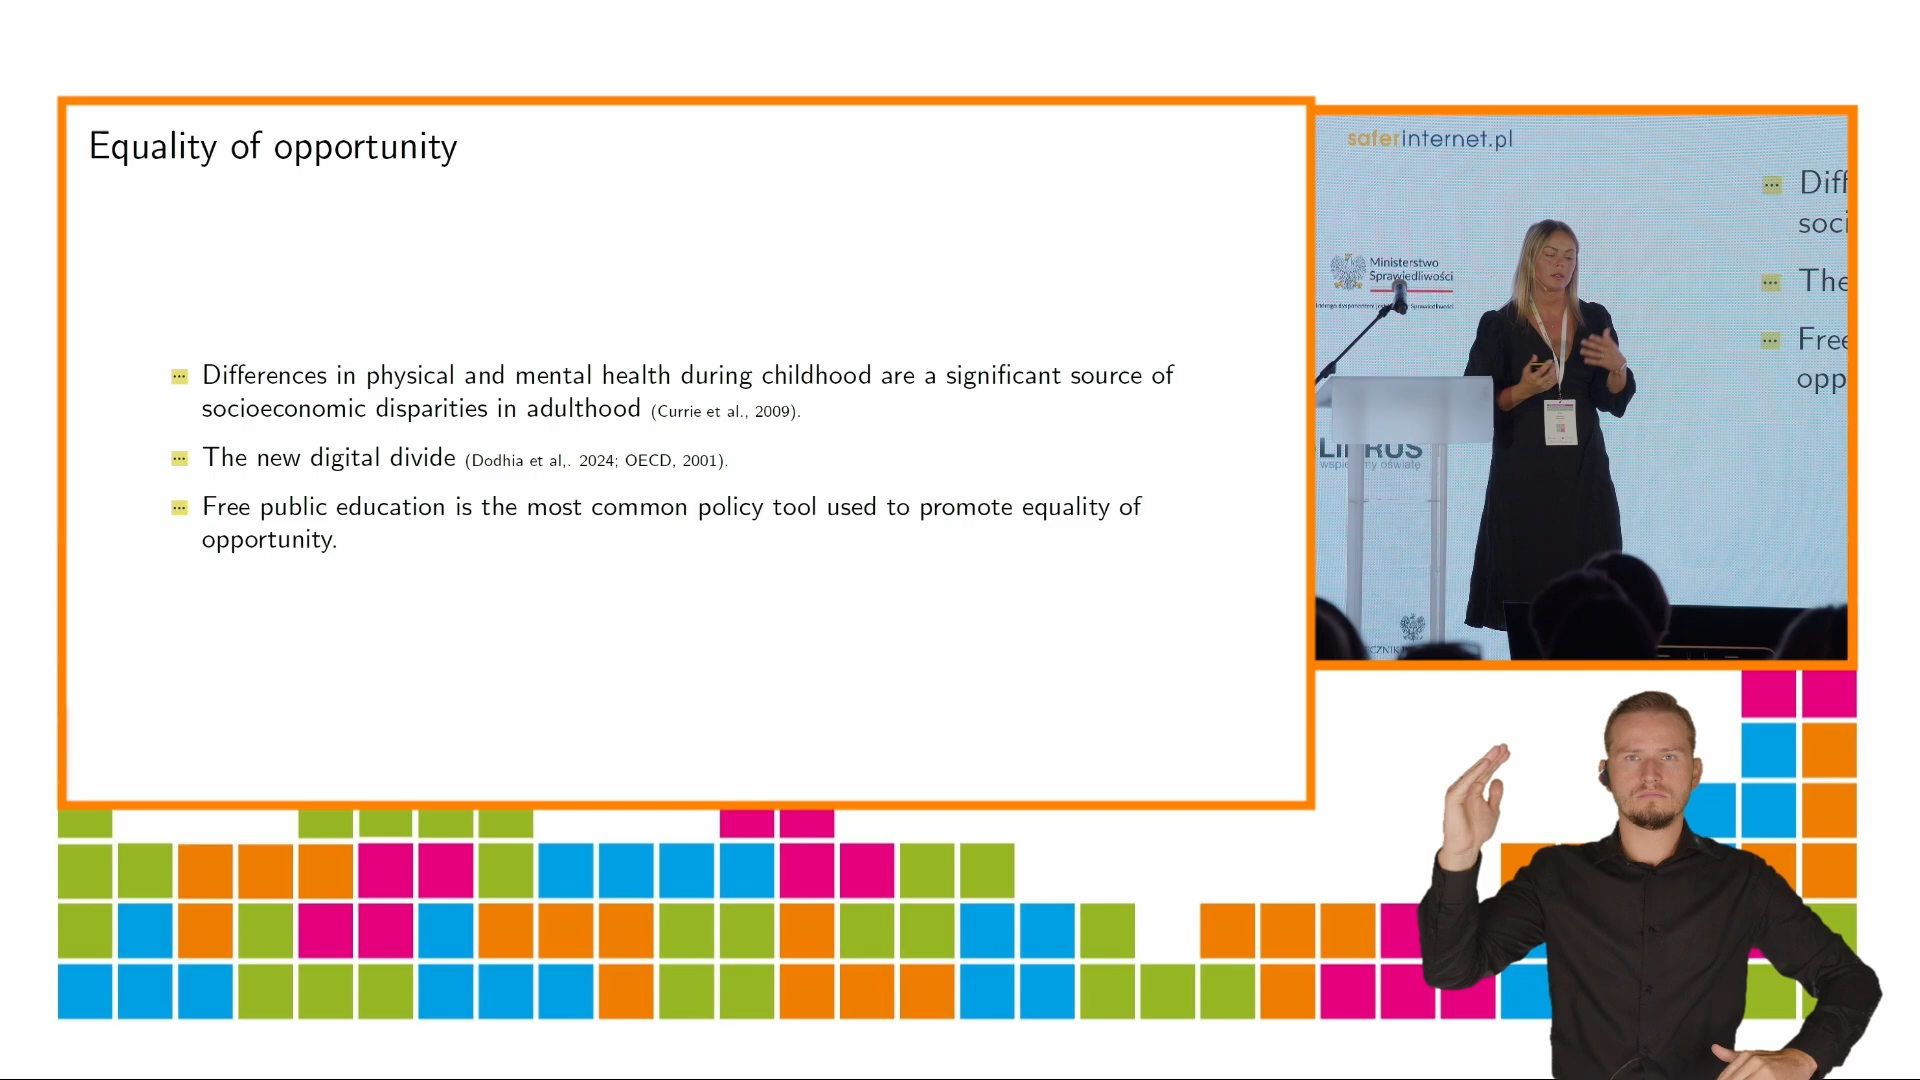 Equality of opportunity
Differences in physical and mental health during childhood are a significant source of
socioeconomic disparities in adulthood (Currie et al., 2009).
The new digital divide (Dodhia et al,. 2024; OECD, 2001).
Free public education is the most common policy tool used to promote equality of
opportunity.
saferinternet.pl
Diff
soci
The
Free
opp
Ministerstwo
Sprawiedliwości
LIBRUS